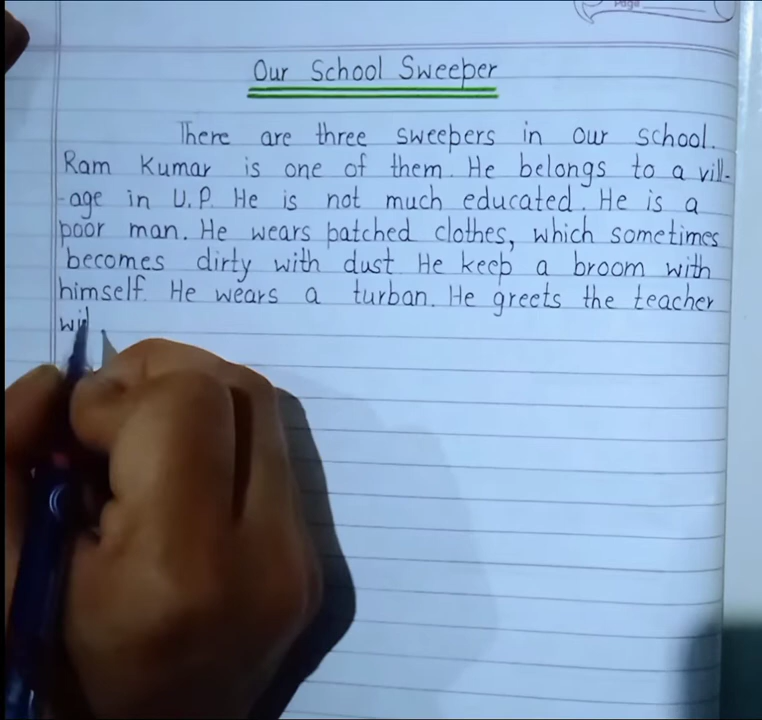 Page
Our School Sweeper
There are three sweepers in our school.
Ram Kumar is one of them. He belongs to a vill-
-age in U.P. He is not much educated. He is a
poor man. He wears patched clothes, which sometimes
becomes dirty with dust He keep a broom with
himself. He wears a turban. He greets the teacher